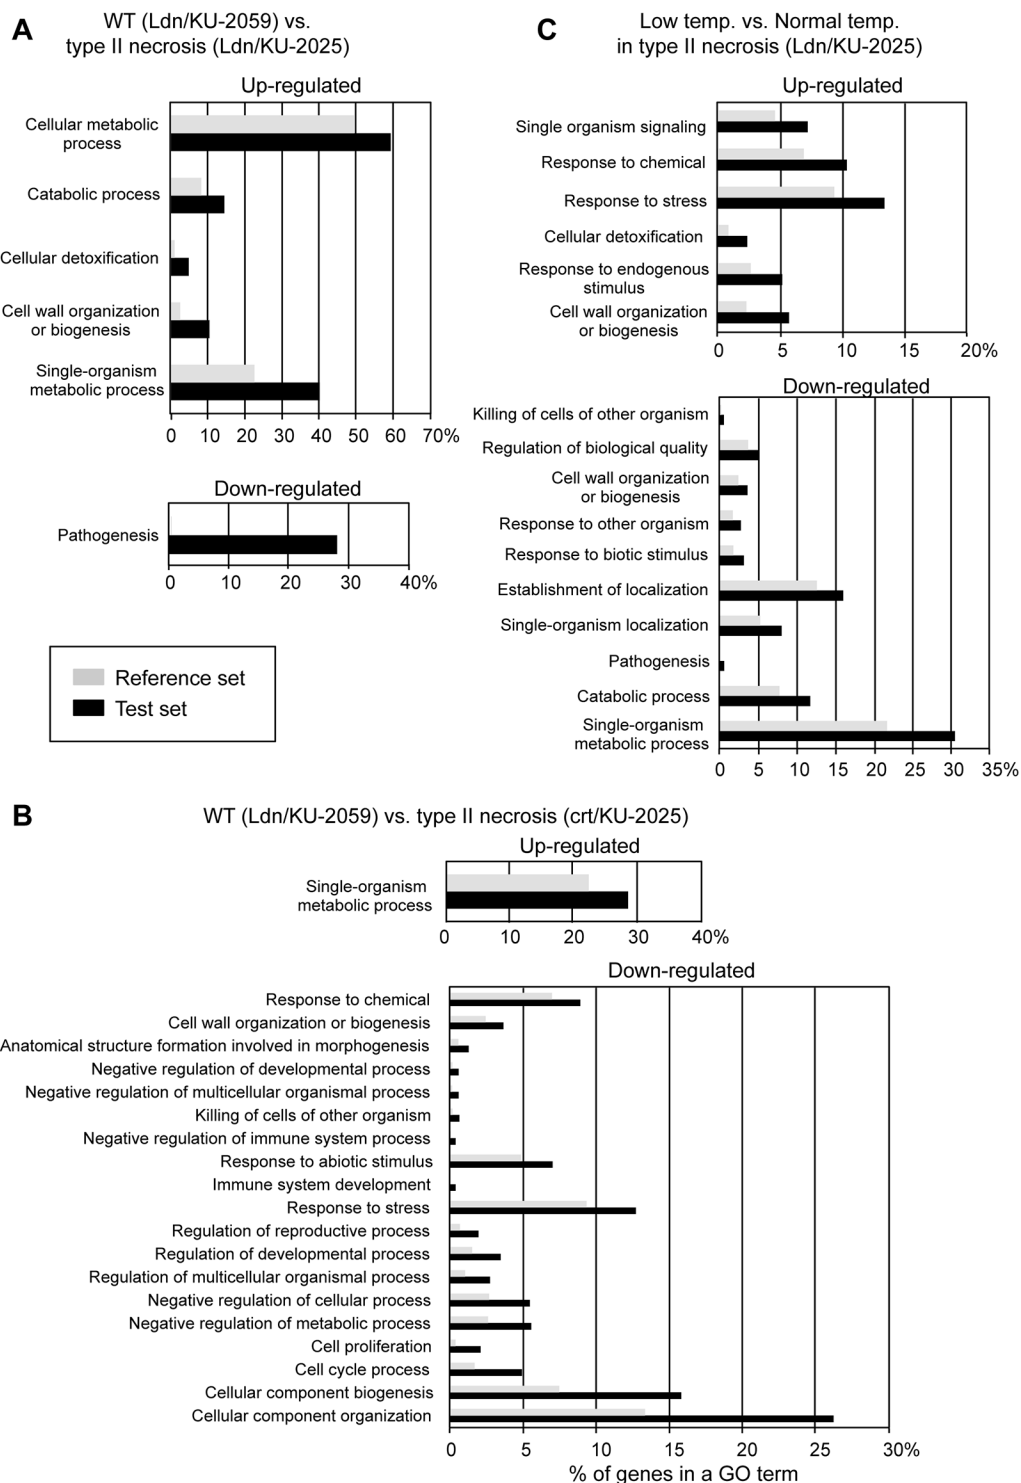 A
WT (Ldn/KU-2059) vs.
type II necrosis (Ldn/KU-2025)
Up-regulated
Cellular metabolic
process
Catabolic process
Cellular detoxification
Cell wall organization
or biogenesis
Single-organism
metabolic process
0 10 20 30 40 50 60 70%
Down-regulated
Pathogenesis
0 10 20 30 40%
Reference set
Test set
C
Low temp. vs. Normal temp.
in type II necrosis (Ldn/KU-2025)
Up-regulated
Single organism signaling
Response to chemical
Response to stress
Cellular detoxification
Response to endogenous
stimulus
Cell wall organization
or biogenesis
0 5 10 15 20%
Down-regulated
Killing of cells of other organism
Regulation of biological quality
Cell wall organization
or biogenesis
Response to other organism
Response to biotic stimulus
Establishment of localization
Single-organism localization
Pathogenesis
Catabolic process
Single-organism
metabolic process
0 5 10 15 20 25 30 35%
B
WT (Ldn/KU-2059) vs. type II necrosis (crt/KU-2025)
Up-regulated
Single-organism
metabolic process
0 10 20 30 40%
Down-regulated
Response to chemical
Cell wall organization or biogenesis
Anatomical structure formation involved in morphogenesis
Negative regulation of developmental process
Negative regulation of multicellular organismal process
Killing of cells of other organism
Negative regulation of immune system process
Response to abiotic stimulus
Immune system development
Response to stress
Regulation of reproductive process
Regulation of developmental process
Regulation of multicellular organismal process
Negative regulation of cellular process
Negative regulation of metabolic process
Cell proliferation
Cell cycle process
Cellular component biogenesis
Cellular component organization
0 5 10 15 20 25 30%
% of genes in a GO term